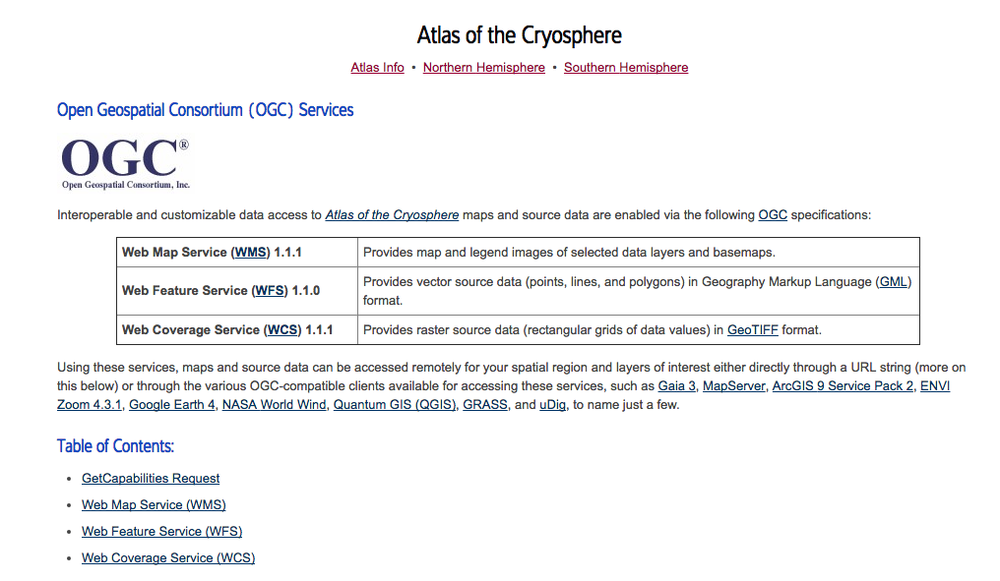 Atlas of the Cryosphere
Atlas Info • Northern Hemisphere • Southern Hemisphere
Open Geospatial Consortium (OGC) Services
OGC®
Open Geospatial Consortium, Inc.
Interoperable and customizable data access to Atlas of the Cryosphere maps and source data are enabled via the following OGC specifications:
Web Map Service (WMS) 1.1.1 Provides map and legend images of selected data layers and basemaps.
Web Feature Service (WFS) 1.1.0 Provides vector source data (points, lines, and polygons) in Geography Markup Language (GML)
format.
Web Coverage Service (WCS) 1.1.1 Provides raster source data (rectangular grids of data values) in GeoTIFF format.
Using these services, maps and source data can be accessed remotely for your spatial region and layers of interest either directly through a URL string (more on
this below) or through the various OGC-compatible clients available for accessing these services, such as Gaia 3, MapServer, ArcGIS 9 Service Pack 2, ENVI
Zoom 4.3.1, Google Earth 4, NASA World Wind, Quantum GIS (QGIS), GRASS, and uDig, to name just a few.
Table of Contents:
• GetCapabilities Request
• Web Map Service (WMS)
• Web Feature Service (WFS)
• Web Coverage Service (WCS)